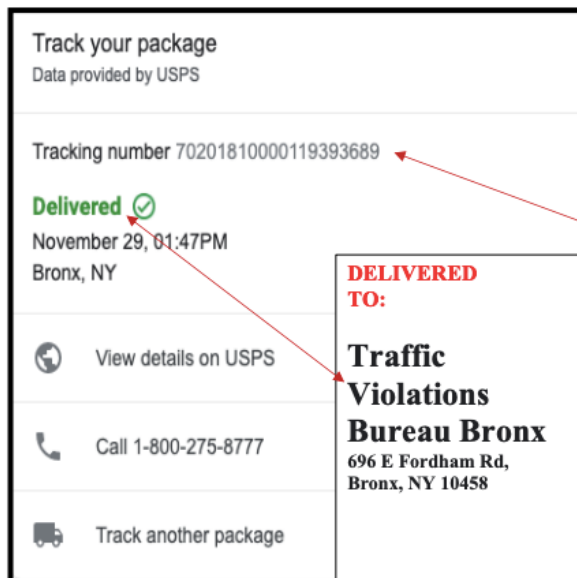 Track your package
Data provided by USPS
Tracking number 70201810000119393689
Delivered
November 29, 01:47PM
Bronx, NY
View details on USPS
Call 1-800-275-8777
Track another package
DELIVERED
TO:
Traffic
Violations
Bureau Bronx
696 E Fordham Rd,
Bronx, NY 10458